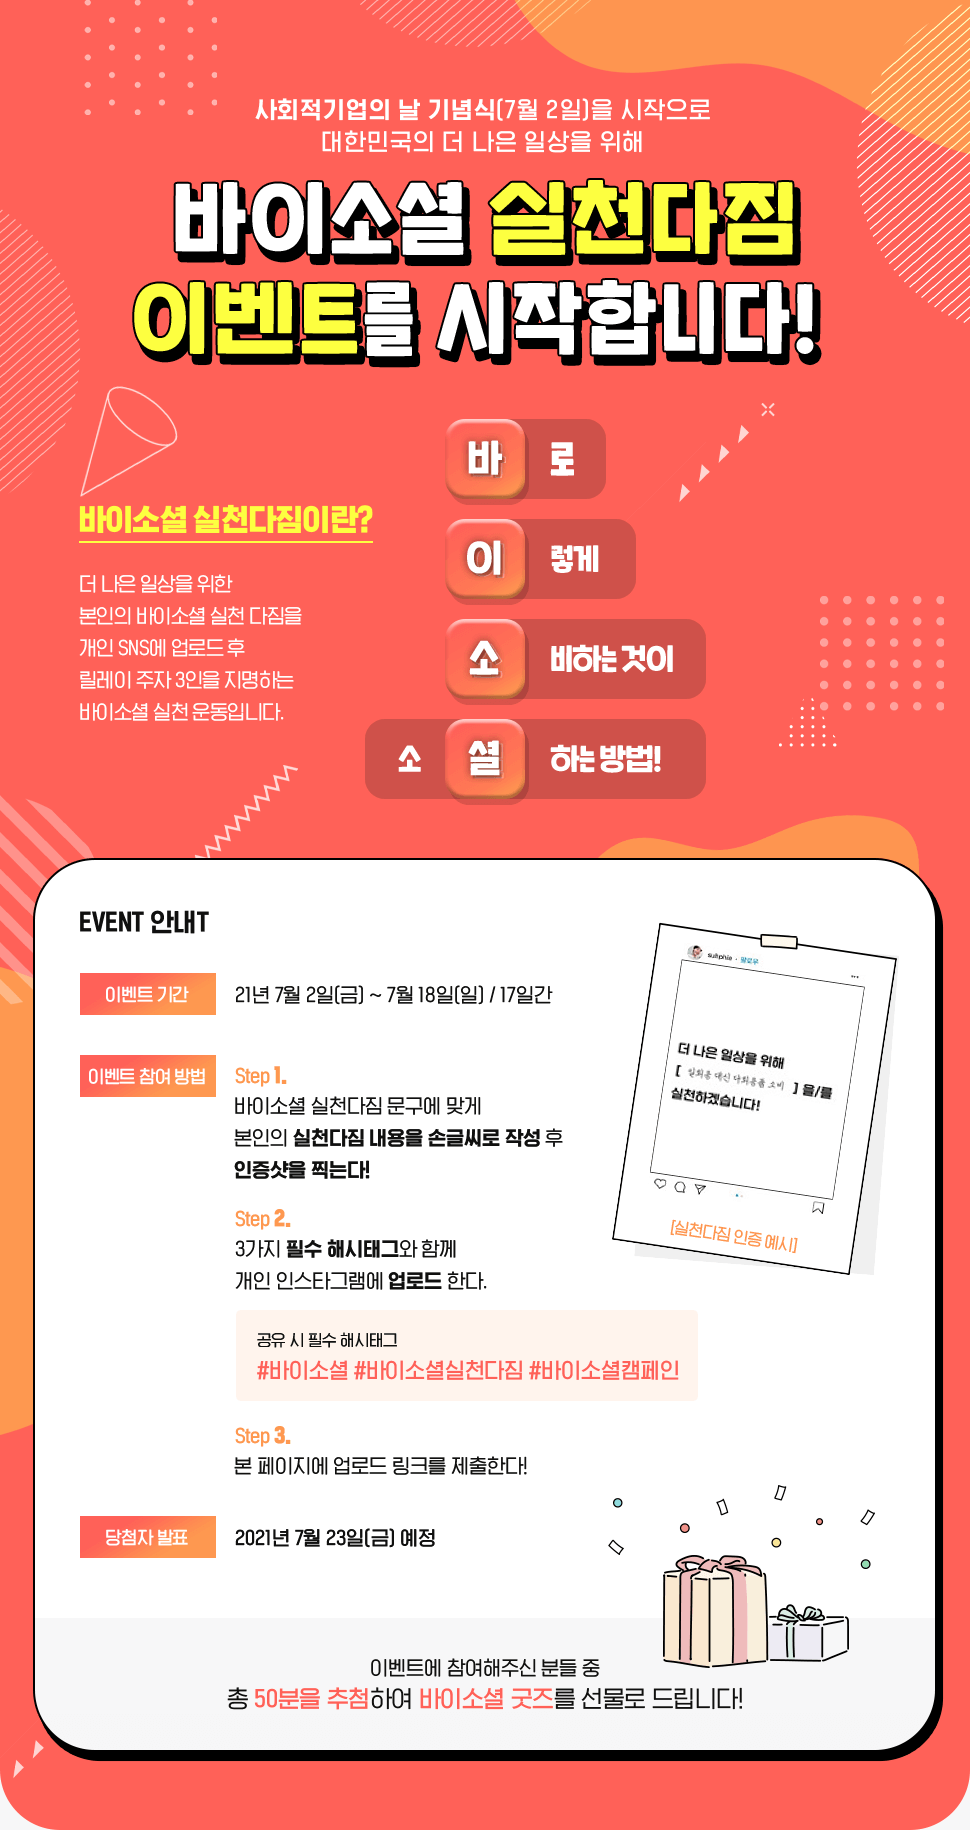 사회적기업의 날 기념식(7월 2일)을 시작으로
대한민국의 더 나은 일상을 위해
바이소셜 실천다짐
이벤트를 시작합니다!
바로
이렇게
소비하는 것이
소셜하는 방법!
바이소셜 실천다짐이란?
더 나은 일상을 위한
본인의 바이소셜 실천 다짐을
개인 SNS에 업로드 후
릴레이 주자 3인을 지명하는
바이소셜 실천 운동입니다.
EVENT 안내T
이벤트 기간
21년 7월 2일(금) ~ 7월 18일(일) / 17일간
이벤트 참여 방법
Step 1.
바이소셜 실천다짐 문구에 맞게
본인의 실천다짐 내용을 손글씨로 작성 후
인증샷을 찍는다!
Step 2.
3가지 필수 해시태그와 함께
개인 인스타그램에 업로드 한다.
공유 시 필수 해시태그
#바이소셜 #바이소셜실천다짐 #바이소셜캠페인
Step 3.
본 페이지에 업로드 링크를 제출한다!
당첨자 발표
2021년 7월 23일(금) 예정
팔로우
더 나은 일상을 위해
[ 일회용 대신 다회용품 소비 ] 을/를
실천하겠습니다!
[실천다짐 인증 예시]
이벤트에 참여해주신 분들 중
총 50분을 추첨하여 바이소셜 굿즈를 선물로 드립니다!